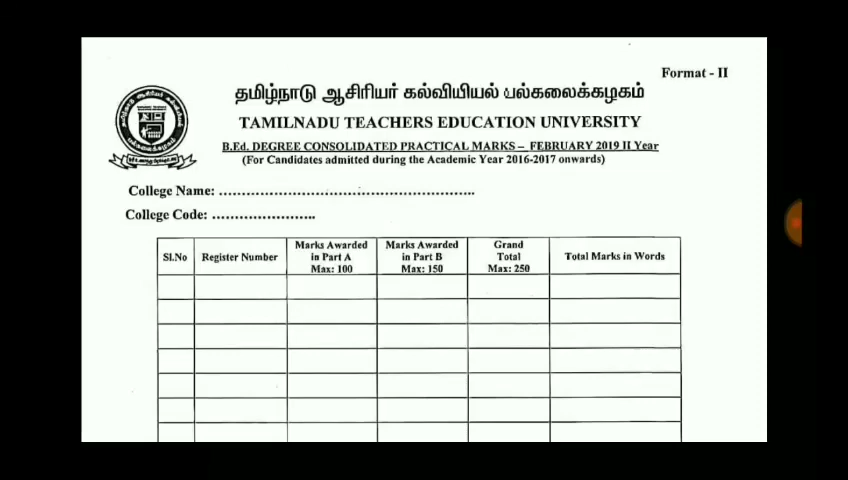 Format - II
தமிழ்நாடு ஆசிரியர் கல்வியியல் பல்கலைக்கழகம்
TAMILNADU TEACHERS EDUCATION UNIVERSITY
B.Ed. DEGREE CONSOLIDATED PRACTICAL MARKS – FEBRUARY 2019 II Year
(For Candidates admitted during the Academic Year 2016-2017 onwards)
College Name: ........................................................
College Code: .......................
Sl.No Register Number Marks Awarded in Part A Max: 100 Marks Awarded in Part B Max: 150 Grand Total Max: 250 Total Marks in Words